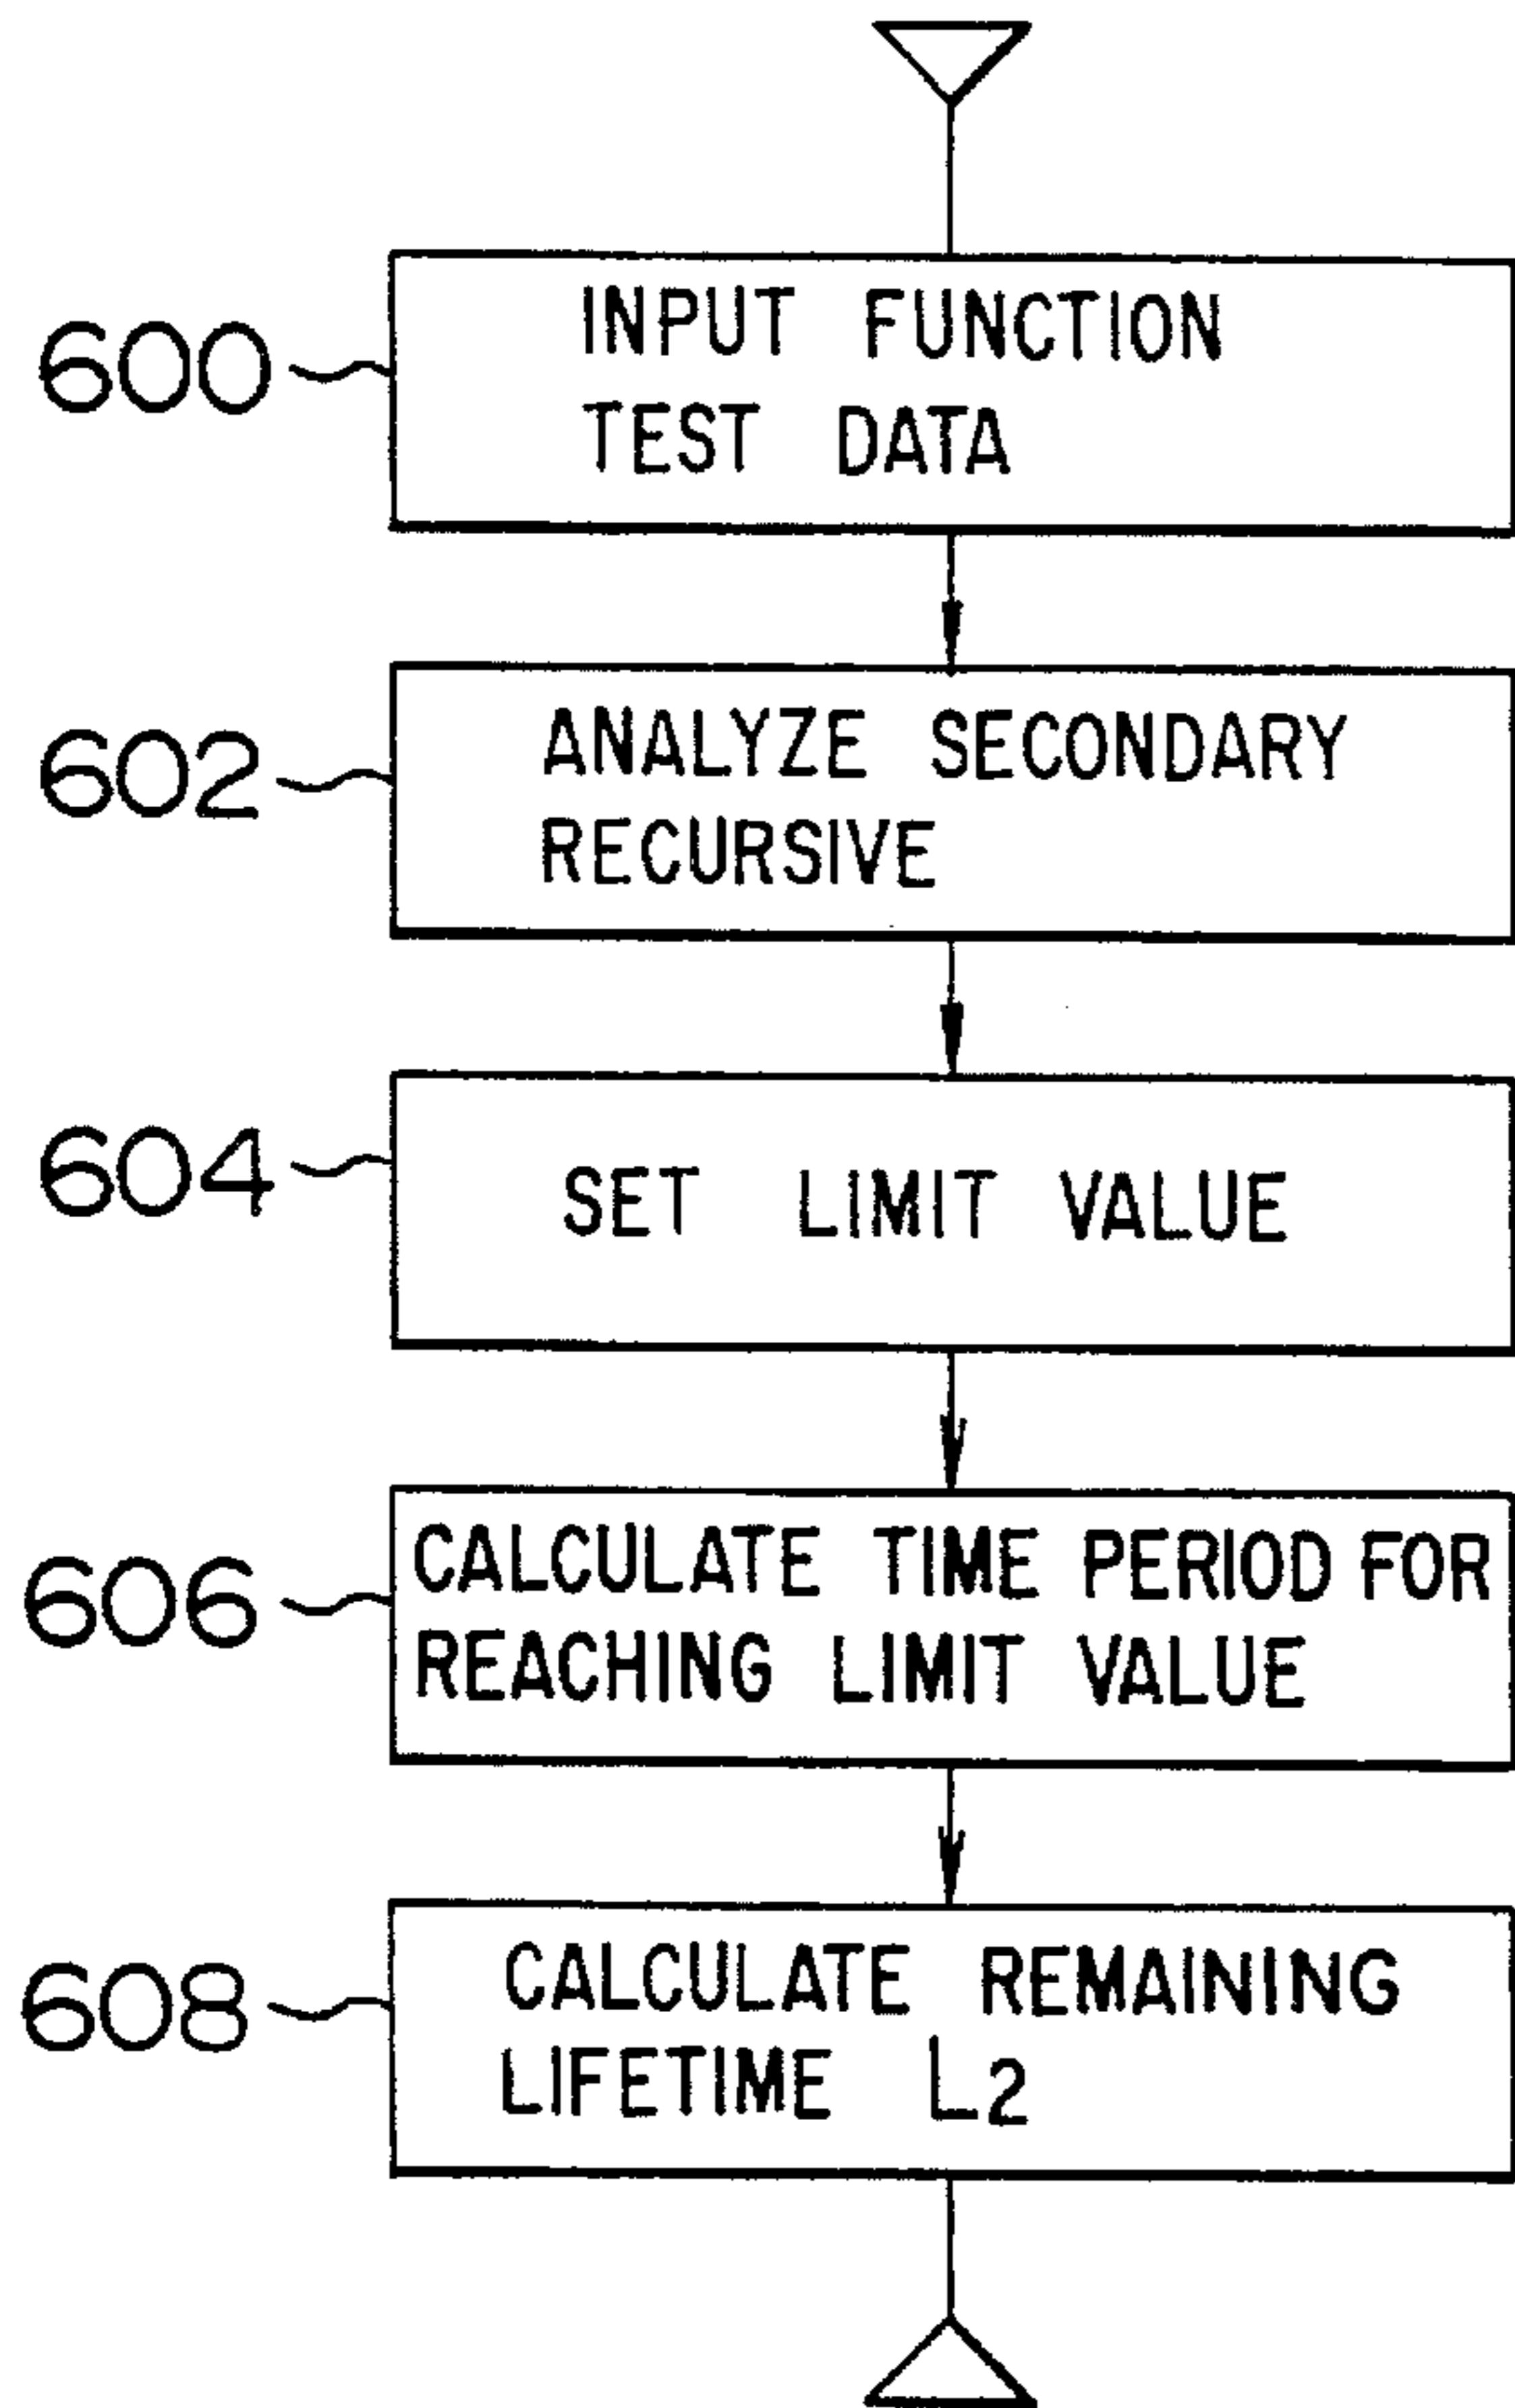 600
INPUT FUNCTION
TEST DATA
602
ANALYZE SECONDARY
RECURSIVE
604
SET LIMIT VALUE
606
CALCULATE TIME PERIOD FOR
REACHING LIMIT VALUE
608
CALCULATE REMAINING
LIFETIME L2